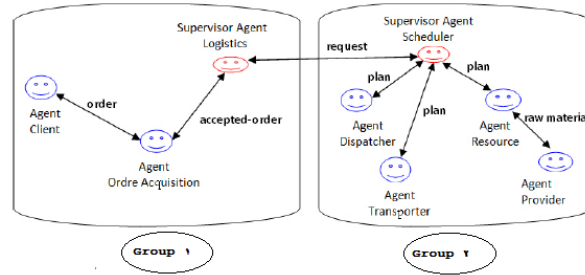 Supervisor Agent
Logistics
Agent
Client
order
accepted-order
Agent
Ordre Acquisition
request
Supervisor Agent
Scheduler
plan
plan
plan
Agent
Dispatcher
Agent
Resource
raw material
Agent
Transporter
Agent
Provider
Group ١
Group ٢